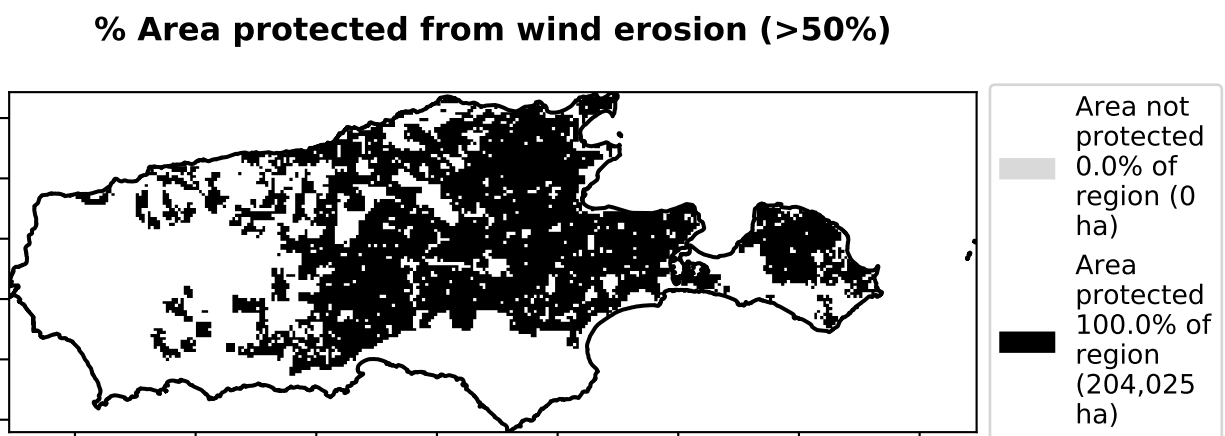 % Area protected from wind erosion (>50%)
Area not
protected
0.0% of
region (0
ha)
Area
protected
100.0% of
region
(204,025
ha)